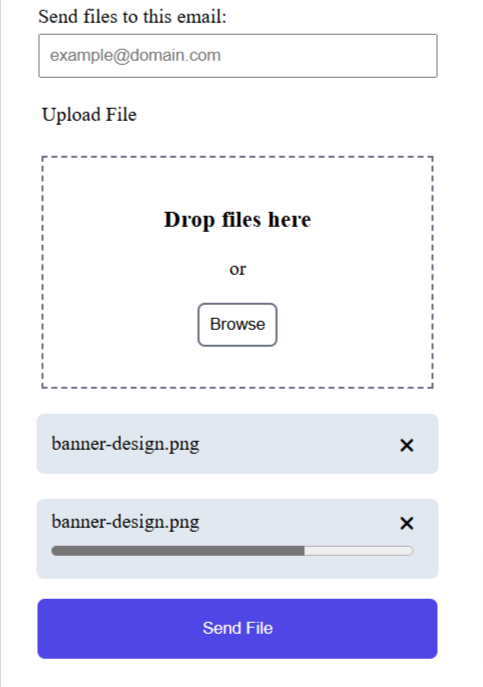 Send files to this email:
example@domain.com
Upload File
Drop files here
or
Browse
banner-design.png
banner-design.png
Send File